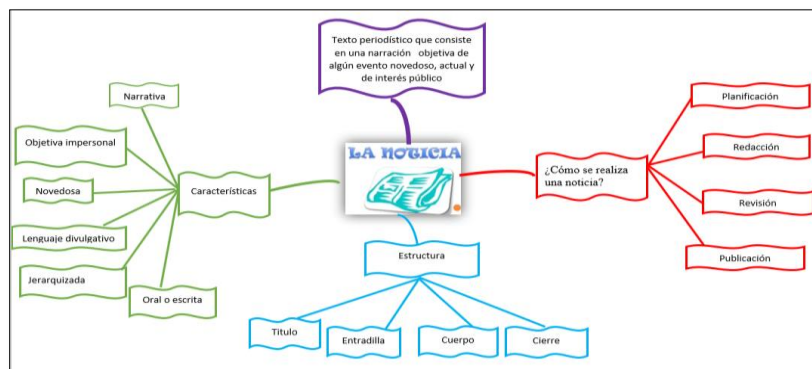 Texto periodístico que consiste
en una narración objetiva de
algún evento novedoso, actual y
de interés público
LA NOTICIA
Narrativa
Objetiva impersonal
Novedosa
Lenguaje divulgativo
Jerarquizada
Oral o escrita
Características
¿Cómo se realiza
una noticia?
Planificación
Redacción
Revisión
Publicación
Estructura
Titulo
Entradilla
Cuerpo
Cierre